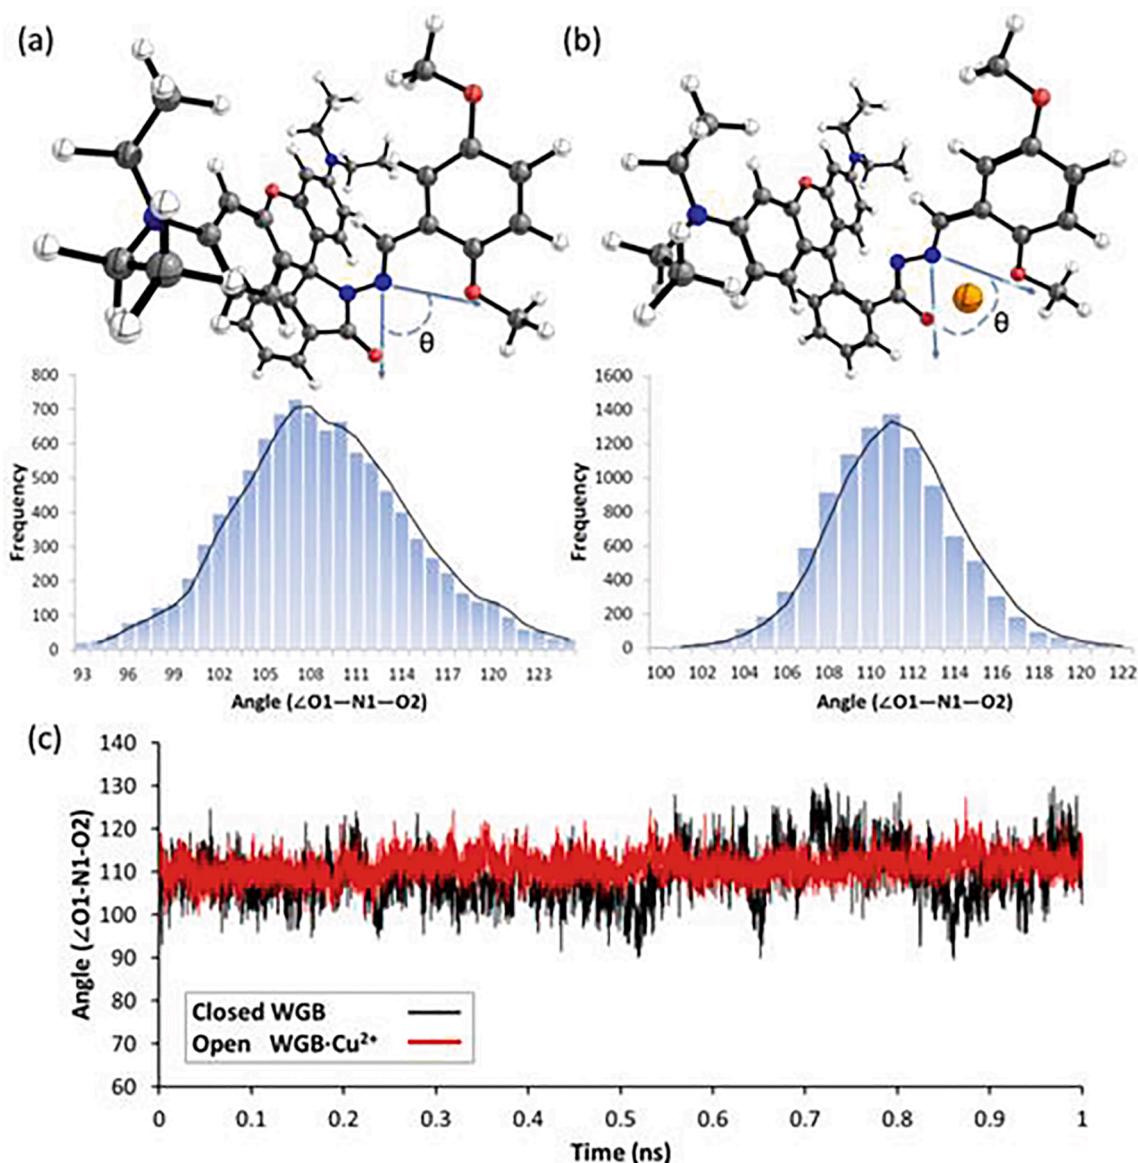 (a)
(b)
θ
θ
800
700
600
500
400
300
200
100
0
Frequency
93 96 99 102 105 108 111 114 117 120 123
Angle (∠O1—N1—O2)
1600
1400
1200
1000
800
600
400
200
0
Frequency
100 102 104 106 108 110 112 114 116 118 120 122
Angle (∠O1—N1—O2)
(c)
140
130
120
110
100
90
80
70
60
Angle (∠O1-N1-O2)
Closed WGB
Open WGB·Cu²⁺
0 0.1 0.2 0.3 0.4 0.5 0.6 0.7 0.8 0.9 1
Time (ns)